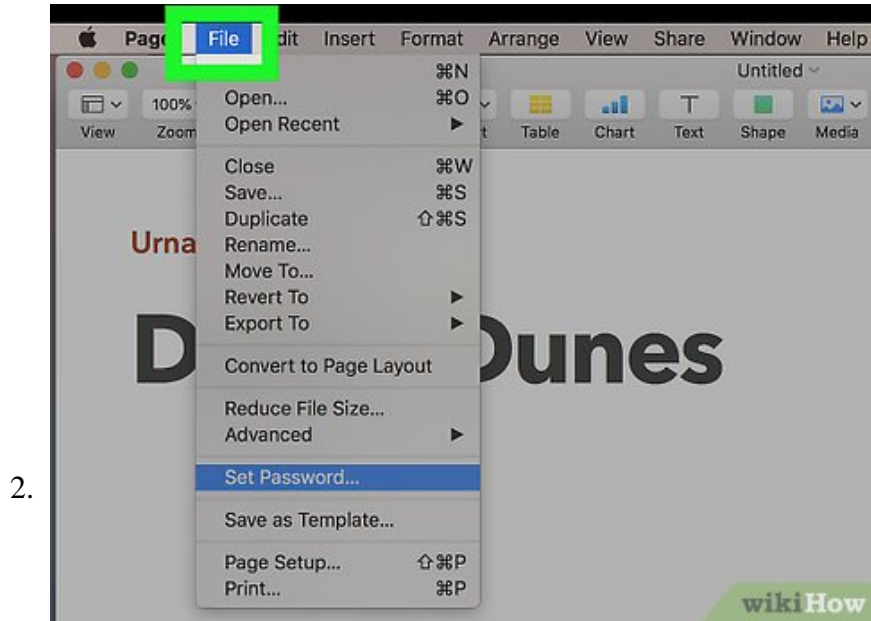 Page File dit Insert Format Arrange View Share Window Help
⌘N
Untitled
100%
Open... ⌘O
Open Recent
View Zoom t Table Chart Text Shape Media
Close ⌘W
Save... ⌘S
Duplicate ⇧⌘S
Urna
Rename...
Move To...
Revert To
Export To
D Dunes
Convert to Page Layout
Reduce File Size...
Advanced
2.
Set Password...
Save as Template...
Page Setup... ⇧⌘P
Print... ⌘P
wikiHow